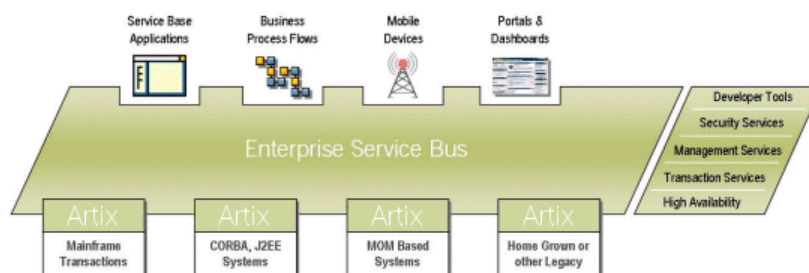 Service Base
Applications
Business
Process Flows
Mobile
Devices
Portals &
Dashboards
Enterprise Service Bus
Developer Tools
Security Services
Management Services
Transaction Services
High Availability
Artix
Mainframe
Transactions
Artix
CORBA, J2EE
Systems
Artix
MOM Based
Systems
Artix
Home Grown or
other Legacy